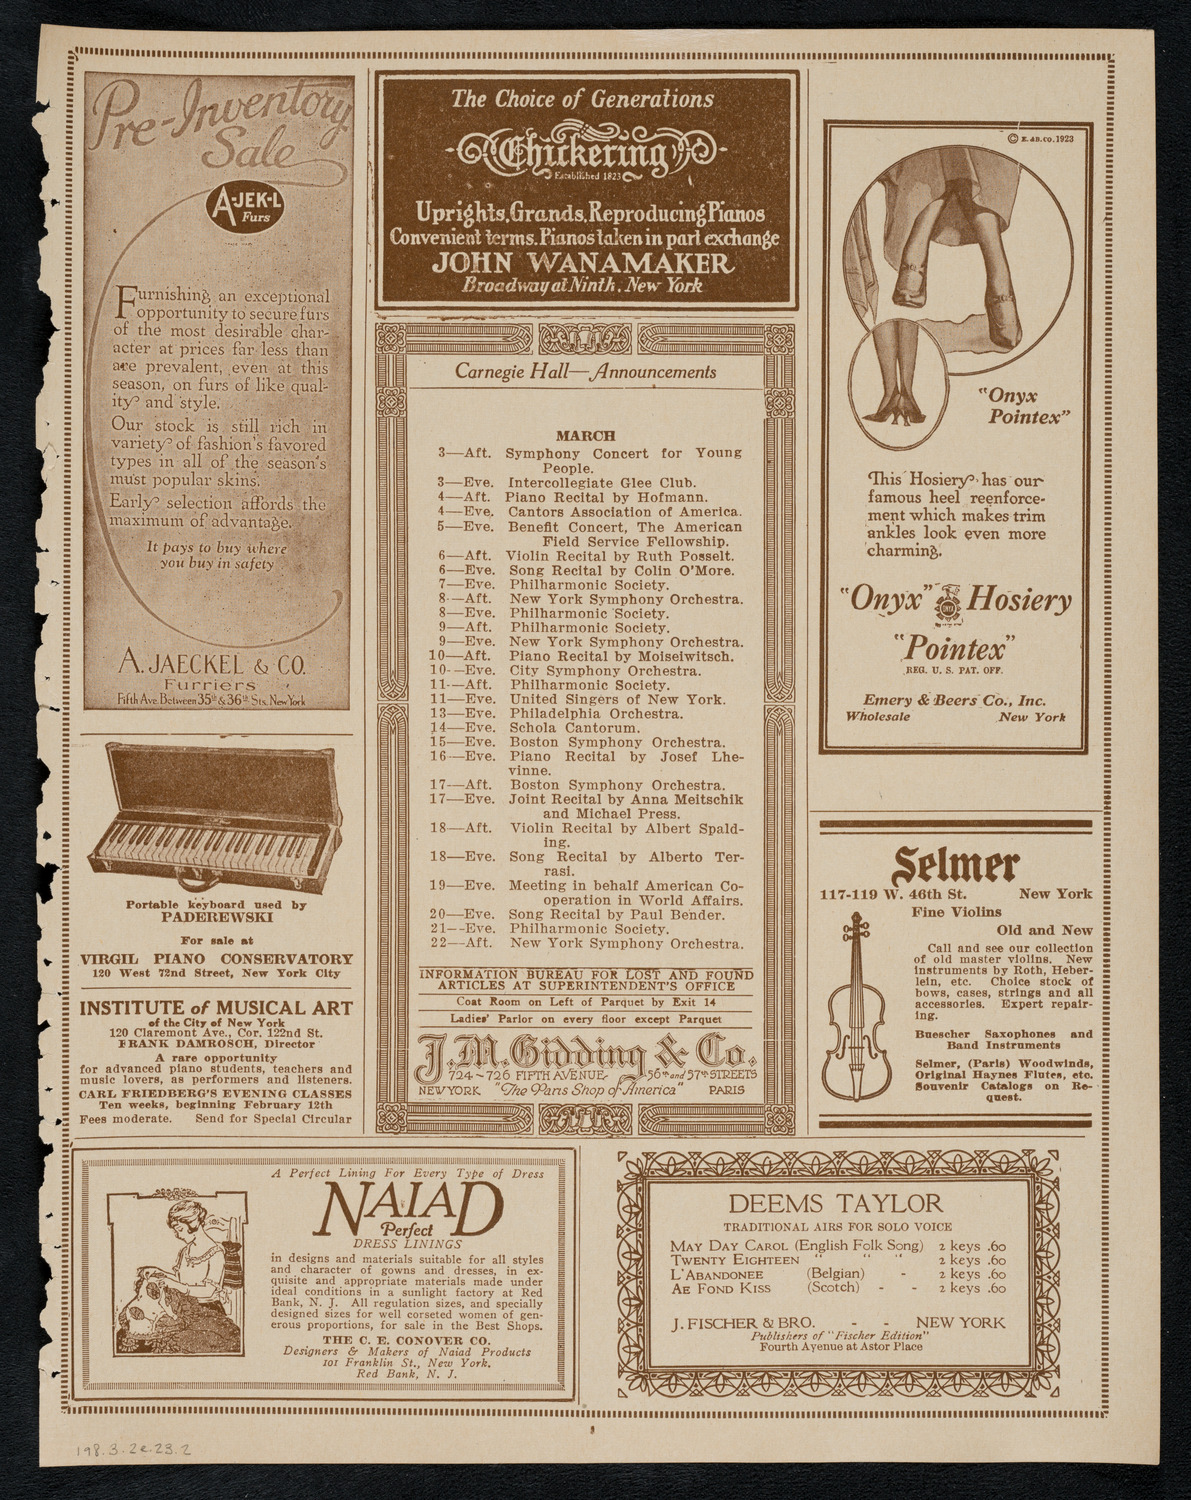 Pre-Inventory
Sale
A-JEK-L
Furs
Furnishing an exceptional
opportunity to secure furs
of the most desirable char-
acter at prices far less than
are prevalent, even at this
season, on furs of like qual-
ity and style.
Our stock is still rich in
variety of fashion's favored
types in all of the season's
most popular skins.
Early selection affords the
maximum of advantage.
It pays to buy where
you buy in safety
A. JAECKEL & CO.
Furriers
Fifth Ave. Between 35th & 36th Sts. New York
Portable keyboard used by
PADEREWSKI
For sale at
VIRGIL PIANO CONSERVATORY
120 West 72nd Street, New York City
INSTITUTE of MUSICAL ART
of the City of New York
120 Claremont Ave., Cor. 122nd St.
FRANK DAMROSCH, Director
A rare opportunity
for advanced piano students, teachers and
music lovers, as performers and listeners.
CARL FRIEDBERG'S EVENING CLASSES
Ten weeks, beginning February 12th
Fees moderate. Send for Special Circular
The Choice of Generations
Chickering
Established 1823
Uprights, Grands, Reproducing Pianos
Convenient terms. Pianos taken in part exchange
JOHN WANAMAKER
Broadway at Ninth, New York
Carnegie Hall—Announcements
MARCH
3—Aft. Symphony Concert for Young
People.
3—Eve. Intercollegiate Glee Club.
4—Aft. Piano Recital by Hofmann.
4—Eve. Cantors Association of America.
5—Eve. Benefit Concert, The American
Field Service Fellowship.
6—Aft. Violin Recital by Ruth Posselt.
6—Eve. Song Recital by Colin O'More.
7—Eve. Philharmonic Society.
8—Aft. New York Symphony Orchestra.
8—Eve. Philharmonic Society.
9—Aft. Philharmonic Society.
9—Eve. New York Symphony Orchestra.
10—Aft. Piano Recital by Moiseiwitsch.
10—Eve. City Symphony Orchestra.
11—Aft. Philharmonic Society.
11—Eve. United Singers of New York.
13—Eve. Philadelphia Orchestra.
14—Eve. Schola Cantorum.
15—Eve. Boston Symphony Orchestra.
16—Eve. Piano Recital by Josef Lhe-
vinne.
17—Aft. Boston Symphony Orchestra.
17—Eve. Joint Recital by Anna Meitschik
and Michael Press.
18—Aft. Violin Recital by Albert Spald-
ing.
18—Eve. Song Recital by Alberto Ter-
rasi.
19—Eve. Meeting in behalf American Co-
operation in World Affairs.
20—Eve. Song Recital by Paul Bender.
21—Eve. Philharmonic Society.
22—Aft. New York Symphony Orchestra.
INFORMATION BUREAU FOR LOST AND FOUND
ARTICLES AT SUPERINTENDENT'S OFFICE
Coat Room on Left of Parquet by Exit 14
Ladies' Parlor on every floor except Parquet
J. M. Gidding & Co.
724-726 FIFTH AVENUE 56th and 57th STREETS
NEW YORK "The Paris Shop of America" PARIS
© E. & B. CO. 1923
"Onyx
Pointex"
This Hosiery has our
famous heel reenforce-
ment which makes trim
ankles look even more
charming.
"Onyx" Hosiery
ONYX
"Pointex"
REG. U. S. PAT. OFF.
Emery & Beers Co., Inc.
Wholesale New York
Selmer
117-119 W. 46th St. New York
Fine Violins
Old and New
Call and see our collection
of old master violins. New
instruments by Roth, Heber-
lein, etc. Choice stock of
bows, cases, strings and all
accessories. Expert repair-
ing.
Buescher Saxophones and
Band Instruments
Selmer, (Paris) Woodwinds,
Original Haynes Flutes, etc.
Souvenir Catalogs on Re-
quest.
A Perfect Lining For Every Type of Dress
NAIAD
Perfect
DRESS LININGS
in designs and materials suitable for all styles
and character of gowns and dresses, in ex-
quisite and appropriate materials made under
ideal conditions in a sunlight factory at Red
Bank, N. J. All regulation sizes, and specially
designed sizes for well corseted women of gen-
erous proportions, for sale in the Best Shops.
THE C. E. CONOVER CO.
Designers & Makers of Naiad Products
101 Franklin St., New York.
Red Bank, N. J.
DEEMS TAYLOR
TRADITIONAL AIRS FOR SOLO VOICE
MAY DAY CAROL (English Folk Song) 2 keys .60
TWENTY EIGHTEEN " " " 2 keys .60
L'ABANDONEE (Belgian) - 2 keys .60
AE FOND KISS (Scotch) - - 2 keys .60
J. FISCHER & BRO. - - NEW YORK
Publishers of "Fischer Edition"
Fourth Avenue at Astor Place
198.3.2e.23.2